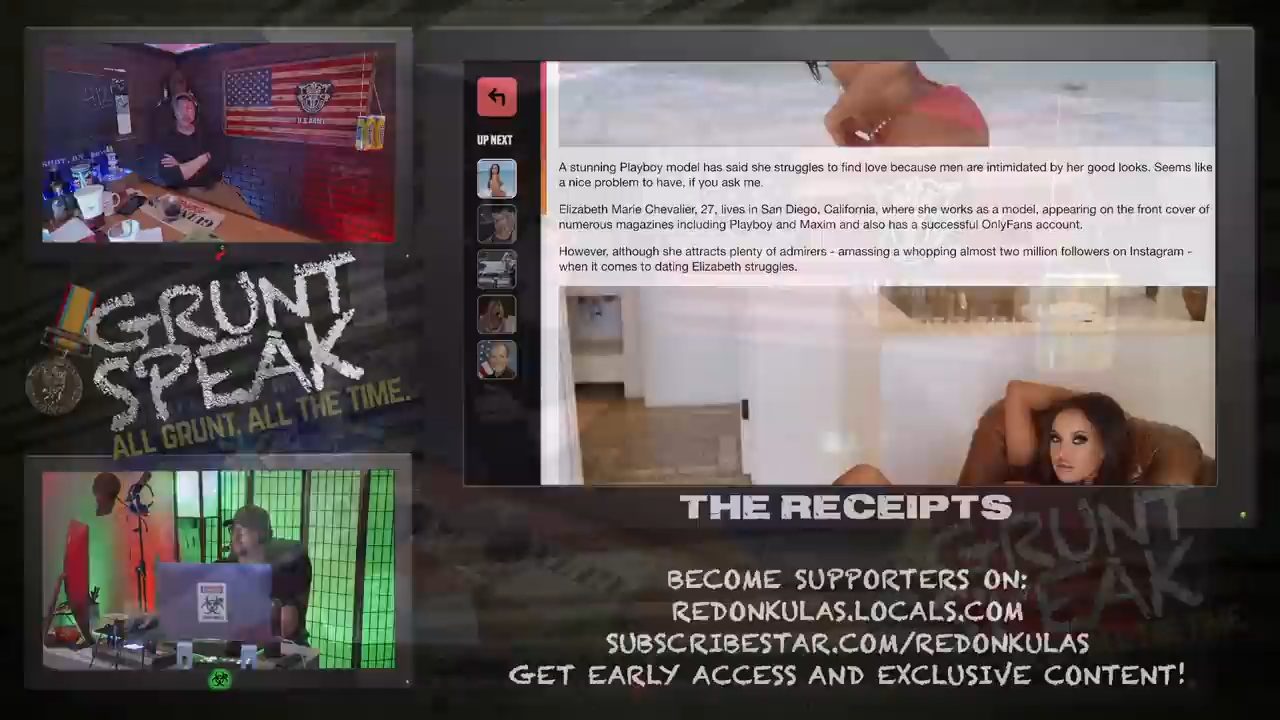 U.S. ARMY
GRUNT
SPEAK
ALL GRUNT. ALL THE TIME.
UP NEXT
A stunning Playboy model has said she struggles to find love because men are intimidated by her good looks. Seems like
a nice problem to have, if you ask me.
Elizabeth Marie Chevalier, 27, lives in San Diego, California, where she works as a model, appearing on the front cover of
numerous magazines including Playboy and Maxim and also has a successful OnlyFans account.
However, although she attracts plenty of admirers - amassing a whopping almost two million followers on Instagram -
when it comes to dating Elizabeth struggles.
THE RECEIPTS
BECOME SUPPORTERS ON:
REDONKULAS.LOCALS.COM
SUBSCRIBESTAR.COM/REDONKULAS
GET EARLY ACCESS AND EXCLUSIVE CONTENT!